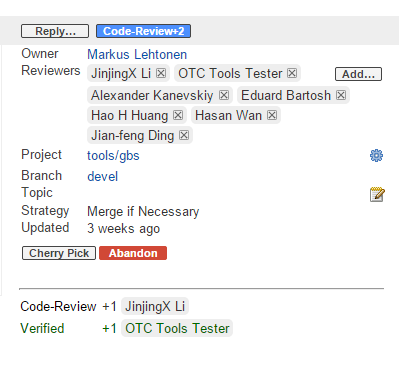 Reply... Code-Review+2
Owner Markus Lehtonen
Reviewers JinjingX Li OTC Tools Tester Add...
Alexander Kanevskiy Eduard Bartosh
Hao H Huang Hasan Wan
Jian-feng Ding
Project tools/gbs
Branch devel
Topic
Strategy Merge if Necessary
Updated 3 weeks ago
Cherry Pick Abandon
Code-Review +1 JinjingX Li
Verified +1 OTC Tools Tester